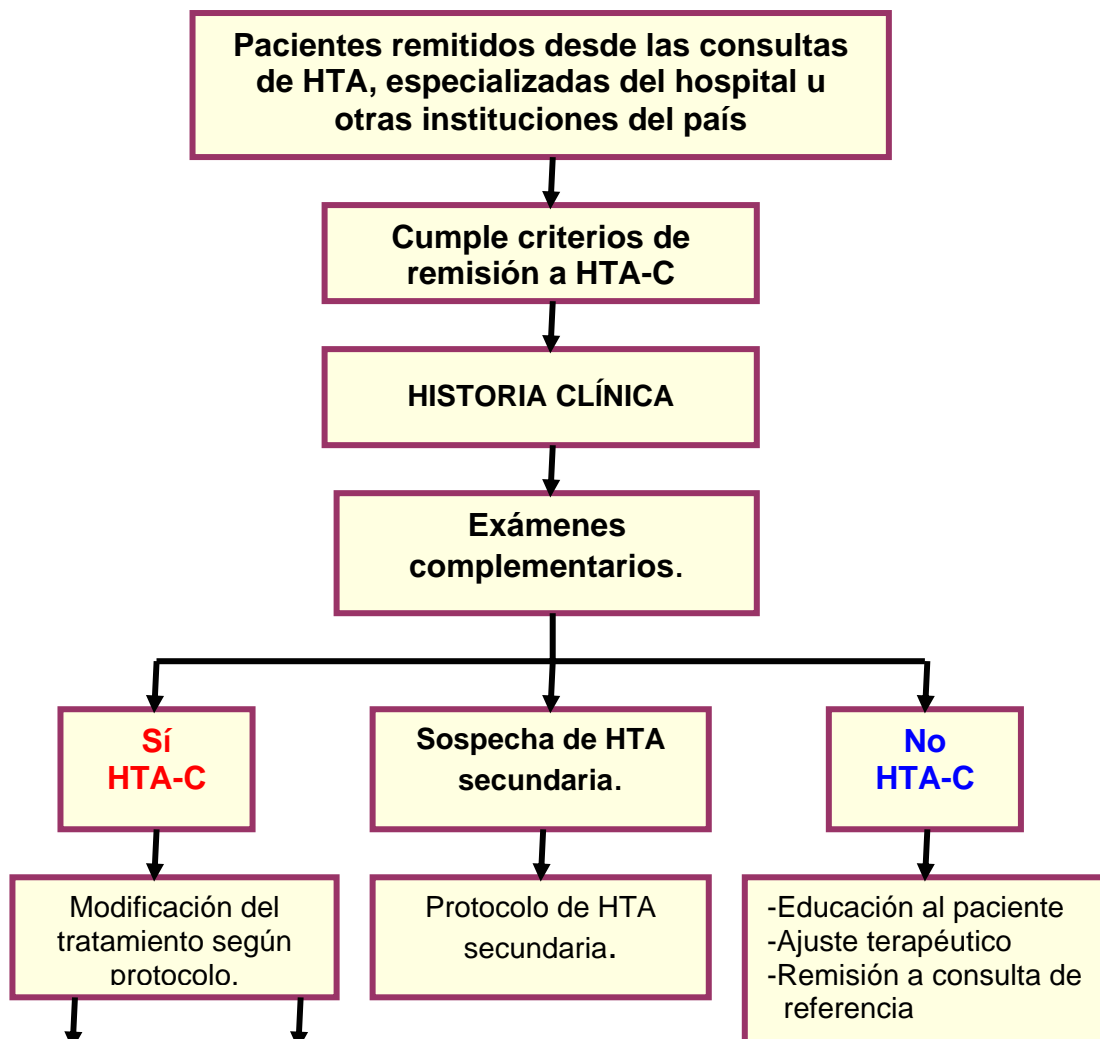 Pacientes remitidos desde las consultas
de HTA, especializadas del hospital u
otras instituciones del país
Cumple criterios de
remisión a HTA-C
HISTORIA CLÍNICA
Exámenes
complementarios.
Sí
HTA-C
Sospecha de HTA
secundaria.
No
HTA-C
Modificación del
tratamiento según
protocolo.
Protocolo de HTA
secundaria.
-Educación al paciente
-Ajuste terapéutico
-Remisión a consulta de
referencia